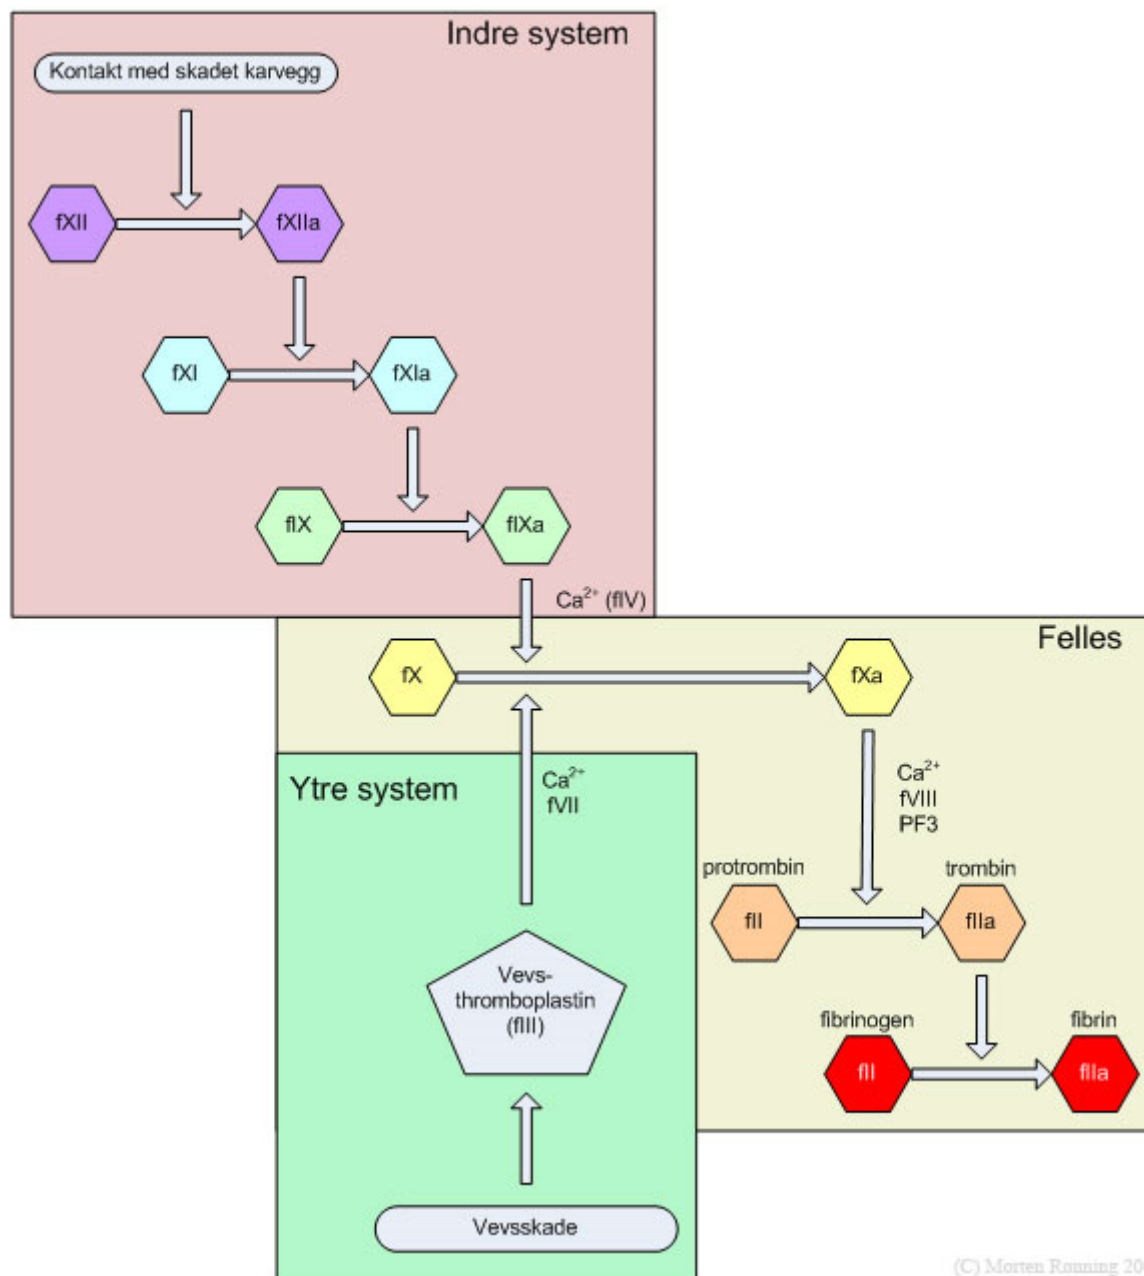 Indre system
Kontakt med skadet karvegg
fXII
fXIIa
fXI
fXIa
fIX
fIXa
Ca²⁺ (fIV)
Felles
fX
fXa
Ytre system
Ca²⁺
fVII
Ca²⁺
fVIII
PF3
protrombin
trombin
fII
fIIa
Vevs-
thromboplastin
(fIII)
fibrinogen
fibrin
fII
fIIa
Vevsskade
(C) Morten Rønning 20